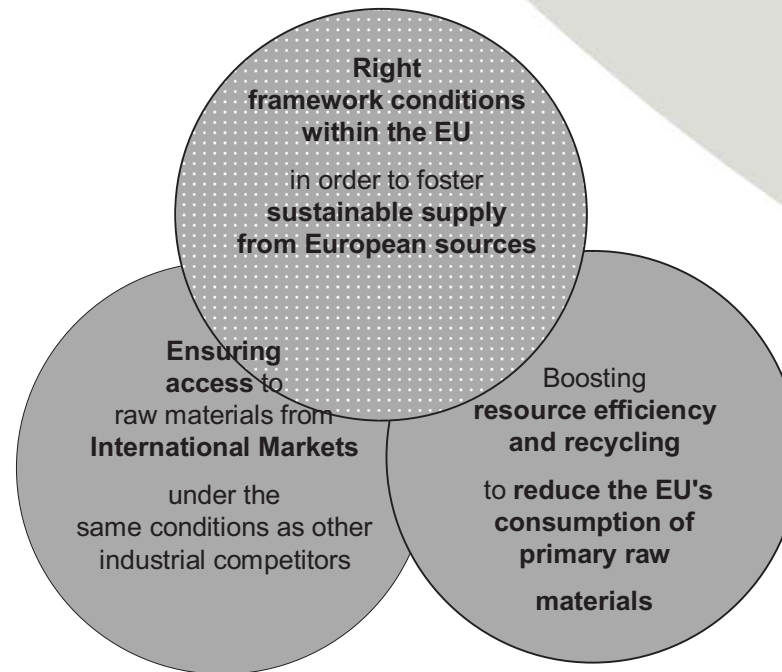 Right
framework conditions
within the EU
in order to foster
sustainable supply
from European sources
Ensuring
access to
raw materials from
International Markets
under the
same conditions as other
industrial competitors
Boosting
resource efficiency
and recycling
to reduce the EU's
consumption of
primary raw
materials